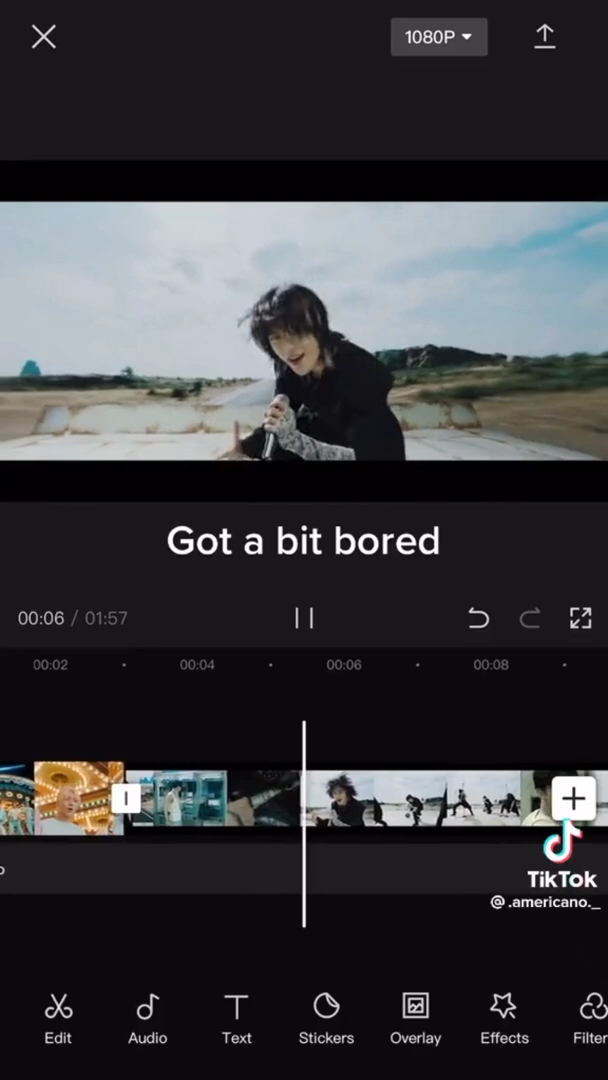 1080P
Got a bit bored
00:06 / 01:57
00:02
00:04
00:06
00:08
TikTok
@.americano._
Edit
Audio
Text
Stickers
Overlay
Effects
Filter